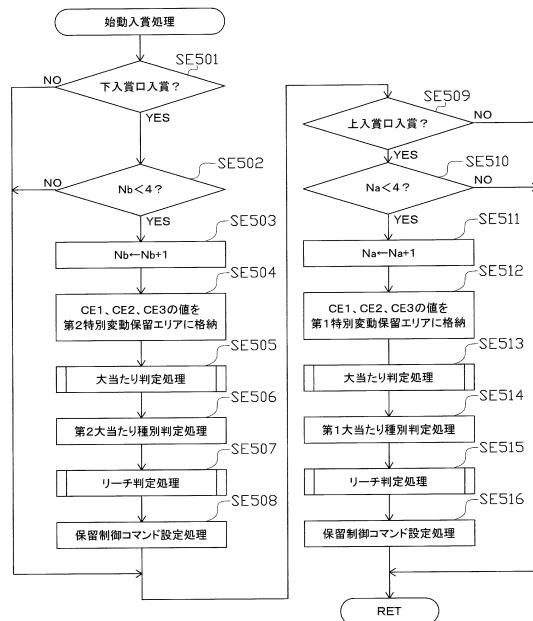 始動入賞処理
SE501
下入賞口入賞？
NO
YES
SE502
Nb＜4？
NO
YES
SE503
Nb←Nb+1
SE504
CE1、CE2、CE3の値を
第2特別変動保留エリアに格納
SE505
大当たり判定処理
SE506
第2大当たり種別判定処理
SE507
リーチ判定処理
SE508
保留制御コマンド設定処理
SE509
上入賞口入賞？
NO
YES
SE510
Na＜4？
NO
YES
SE511
Na←Na+1
SE512
CE1、CE2、CE3の値を
第1特別変動保留エリアに格納
SE513
大当たり判定処理
SE514
第1大当たり種別判定処理
SE515
リーチ判定処理
SE516
保留制御コマンド設定処理
RET